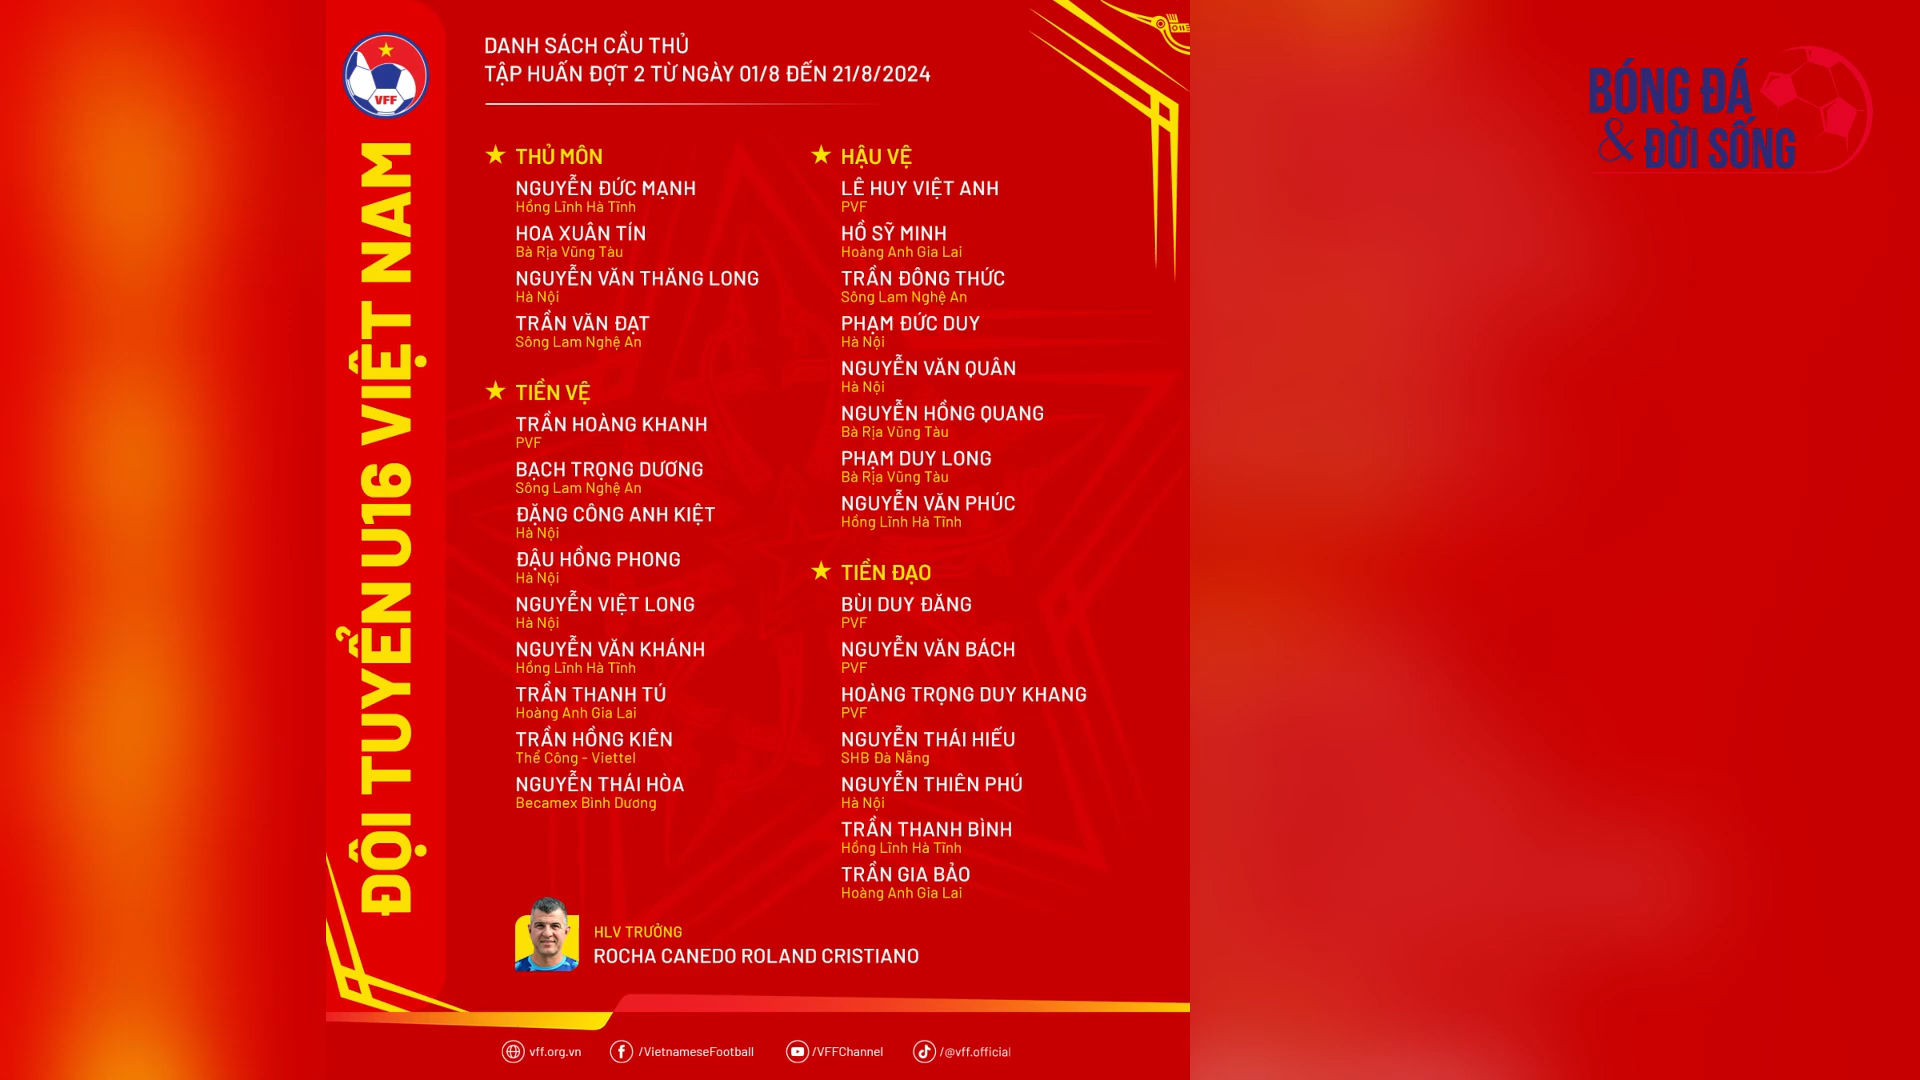 ĐỘI TUYỂN U16 VIỆT NAM
VFF
DANH SÁCH CẦU THỦ
TẬP HUẤN ĐỢT 2 TỪ NGÀY 01/8 ĐẾN 21/8/2024
THỦ MÔN
NGUYỄN ĐỨC MẠNH
Hồng Lĩnh Hà Tĩnh
HOA XUÂN TÍN
Bà Rịa Vũng Tàu
NGUYỄN VĂN THĂNG LONG
Hà Nội
TRẦN VĂN ĐẠT
Sông Lam Nghệ An
TIỀN VỆ
TRẦN HOÀNG KHANH
PVF
BẠCH TRỌNG DƯƠNG
Sông Lam Nghệ An
ĐẶNG CÔNG ANH KIỆT
Hà Nội
ĐẬU HỒNG PHONG
Hà Nội
NGUYỄN VIỆT LONG
Hà Nội
NGUYỄN VĂN KHÁNH
Hồng Lĩnh Hà Tĩnh
TRẦN THANH TÚ
Hoàng Anh Gia Lai
TRẦN HỒNG KIÊN
Thể Công - Viettel
NGUYỄN THÁI HÒA
Becamex Bình Dương
HẬU VỆ
LÊ HUY VIỆT ANH
PVF
HỒ SỸ MINH
Hoàng Anh Gia Lai
TRẦN ĐÔNG THỨC
Sông Lam Nghệ An
PHẠM ĐỨC DUY
Hà Nội
NGUYỄN VĂN QUÂN
Hà Nội
NGUYỄN HỒNG QUANG
Bà Rịa Vũng Tàu
PHẠM DUY LONG
Bà Rịa Vũng Tàu
NGUYỄN VĂN PHÚC
Hồng Lĩnh Hà Tĩnh
TIỀN ĐẠO
BÙI DUY ĐĂNG
PVF
NGUYỄN VĂN BÁCH
PVF
HOÀNG TRỌNG DUY KHANG
PVF
NGUYỄN THÁI HIẾU
SHB Đà Nẵng
NGUYỄN THIÊN PHÚ
Hà Nội
TRẦN THANH BÌNH
Hồng Lĩnh Hà Tĩnh
TRẦN GIA BẢO
Hoàng Anh Gia Lai
HLV TRƯỞNG
ROCHA CANEDO ROLAND CRISTIANO
vff.org.vn
/VietnameseFootball
/VFFChannel
/@vff.official
BÓNG ĐÁ
& ĐỜI SỐNG